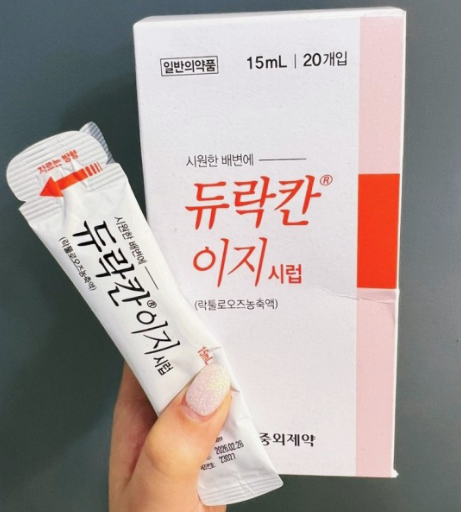 일반의약품
15mL | 20개입
시원한 배변에
듀락칸®
이지시럽
(락툴로오즈농축액)
중외제약
자르는 방향
시원한 배변에
듀락칸®이지시럽
(락툴로오즈농축액)
2026.02.28